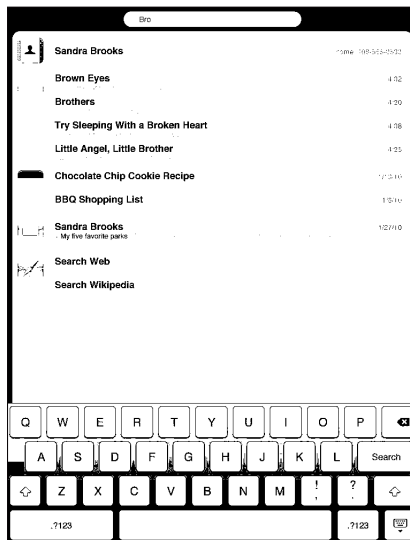 Bro
Sandra Brooks
home
Brown Eyes
4:32
Brothers
4:20
Try Sleeping With a Broken Heart
4:08
Little Angel, Little Brother
4:25
Chocolate Chip Cookie Recipe
BBQ Shopping List
Sandra Brooks
1/27/10
My five favorite parks
Search Web
Search Wikipedia
Q W E R T Y U I O P
A S D F G H J K L Search
Z X C V B N M ! , ? .
.?123 .?123